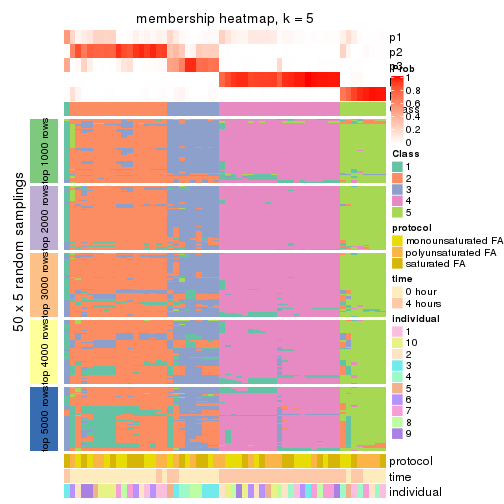 membership heatmap, k = 5
p1
p2
p3
Prob
1
0.8
0.6
0.4
0.2
0
Class
Class
1
2
3
4
5
protocol
monounsaturated FA
polyunsaturated FA
saturated FA
time
0 hour
4 hours
individual
1
10
2
3
4
5
6
7
8
9
50 x 5 random samplings
top 1000 rows
top 2000 rows
top 3000 rows
top 4000 rows
top 5000 rows
protocol
time
individual